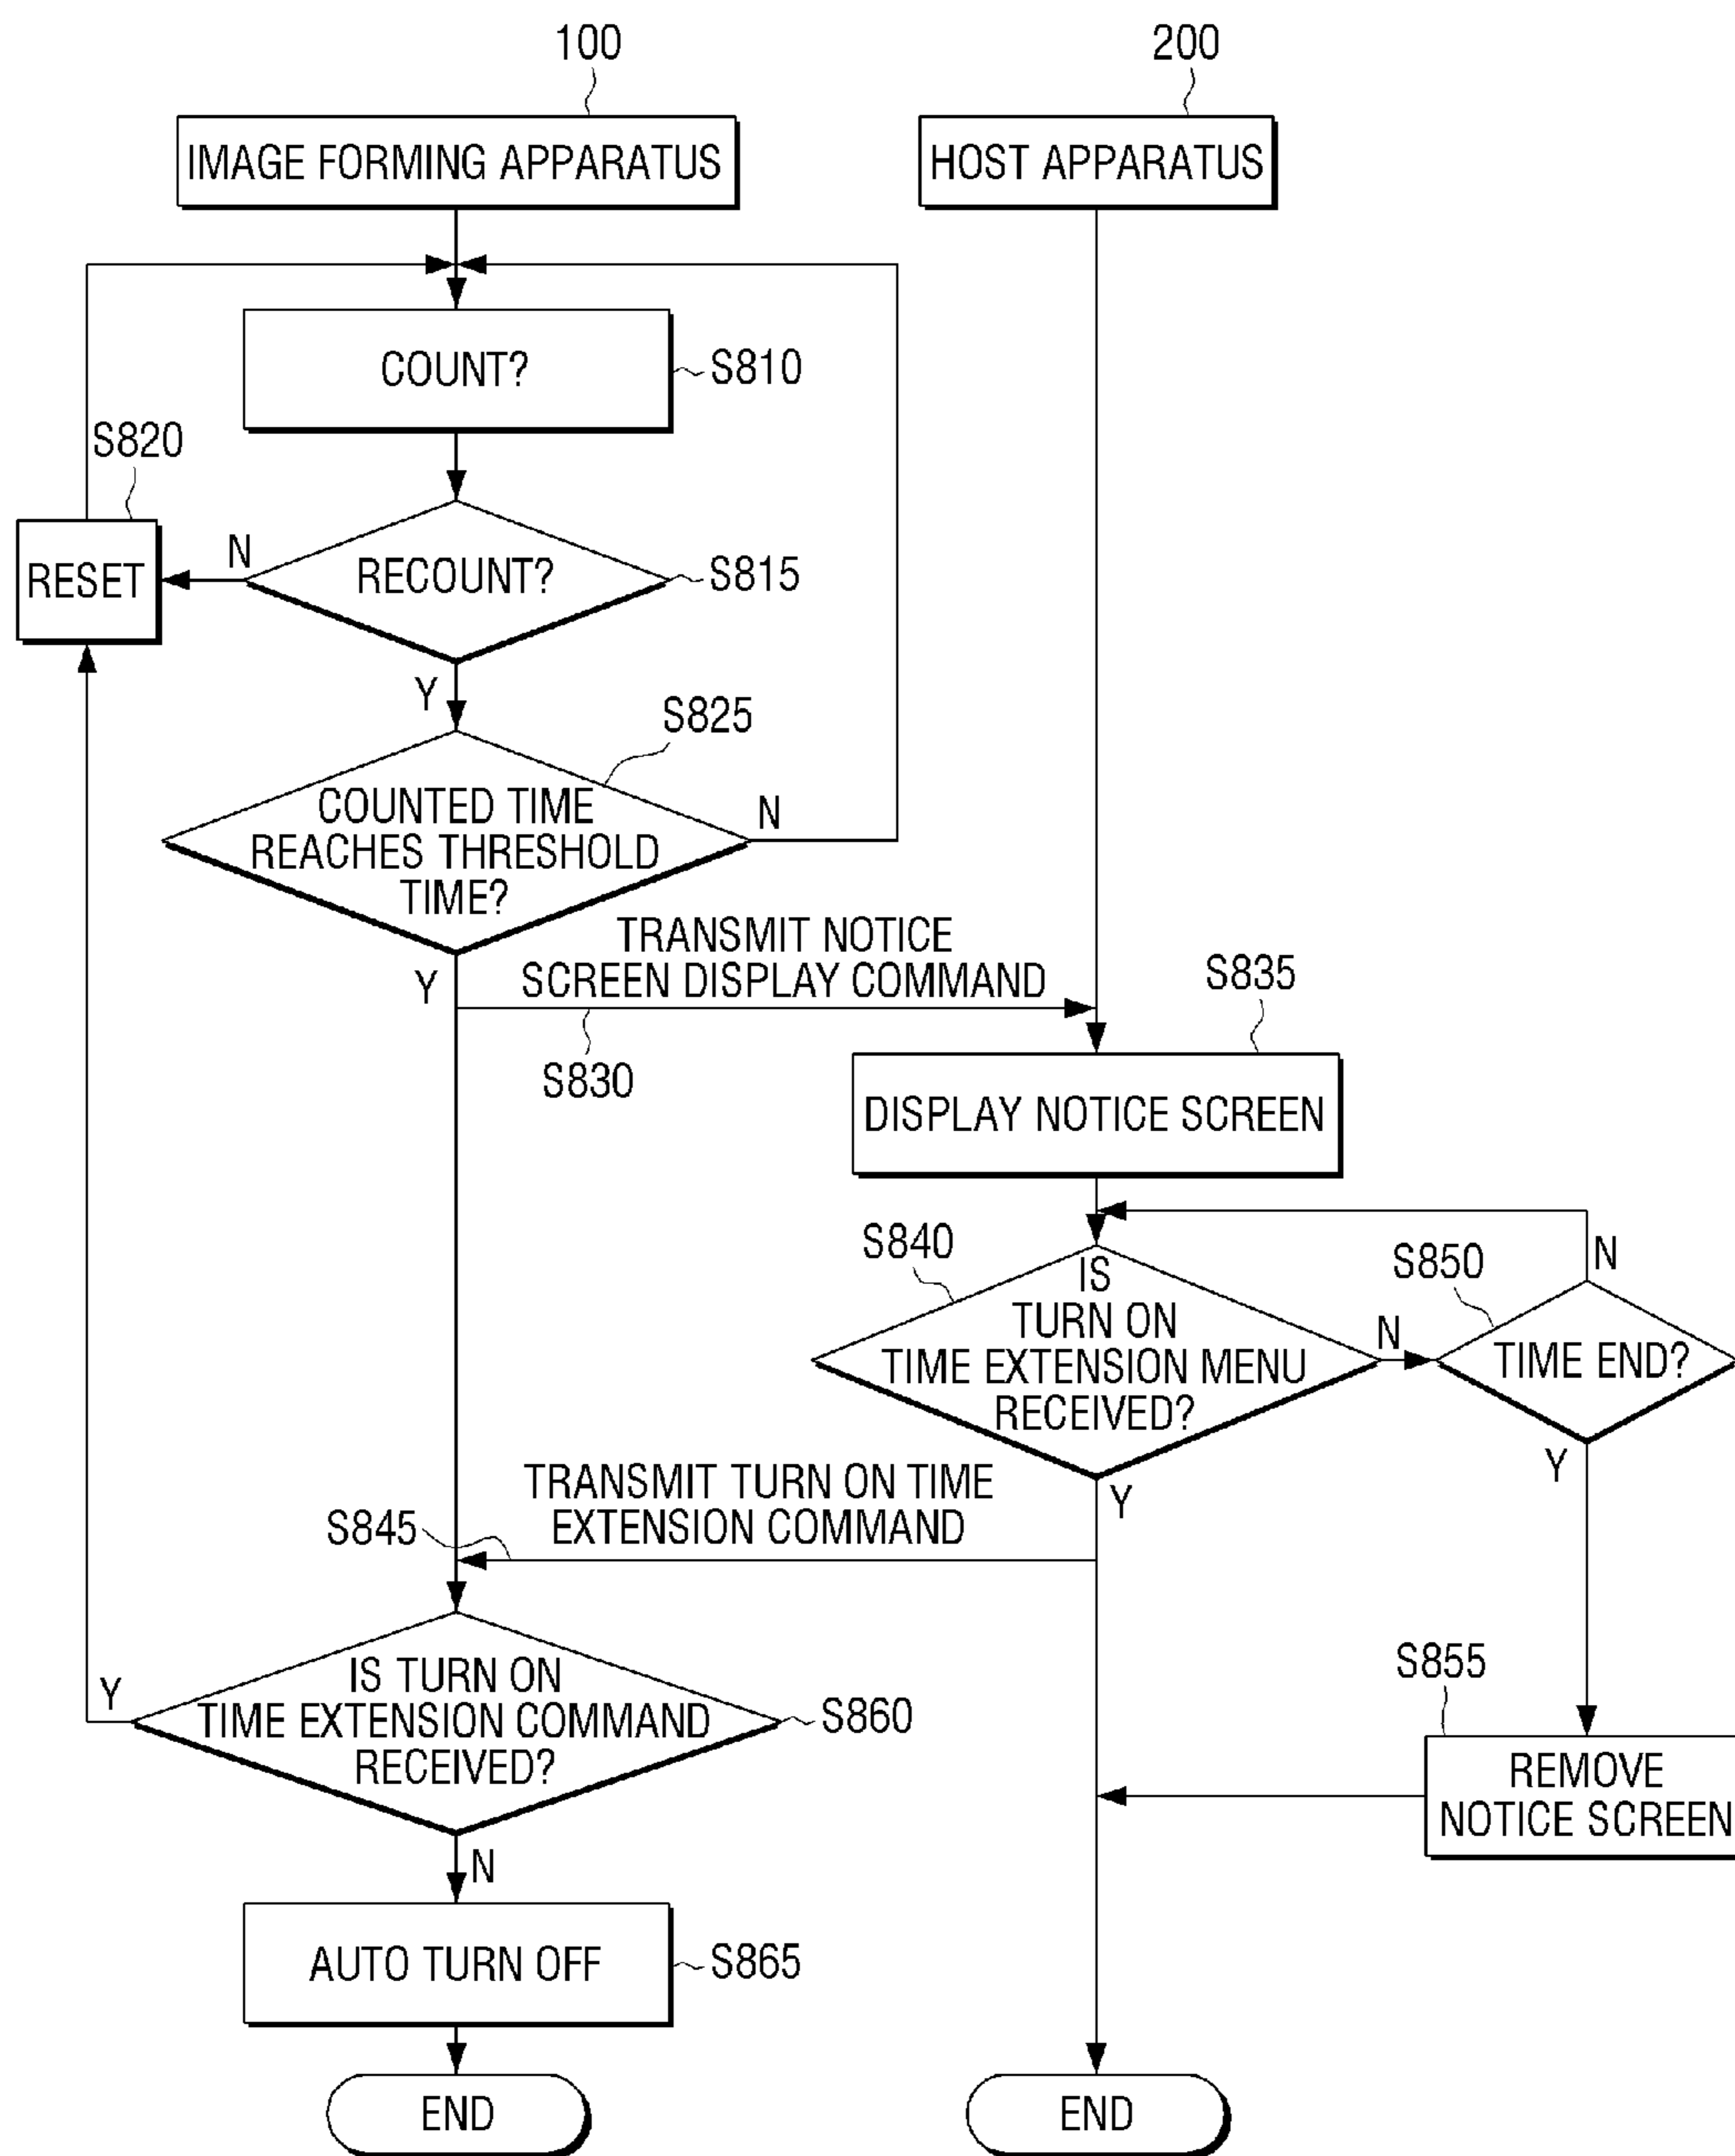 100
200
IMAGE FORMING APPARATUS
HOST APPARATUS
COUNT?
S810
S820
RESET
N
RECOUNT?
S815
Y
S825
COUNTED TIME
REACHES THRESHOLD
TIME?
N
Y
TRANSMIT NOTICE
SCREEN DISPLAY COMMAND
S830
S835
DISPLAY NOTICE SCREEN
S840
IS
TURN ON
TIME EXTENSION MENU
RECEIVED?
N
S850
N
TIME END?
Y
Y
TRANSMIT TURN ON TIME
EXTENSION COMMAND
S845
Y
IS TURN ON
TIME EXTENSION COMMAND
RECEIVED?
S860
S855
REMOVE
NOTICE SCREEN
N
AUTO TURN OFF
S865
END
END